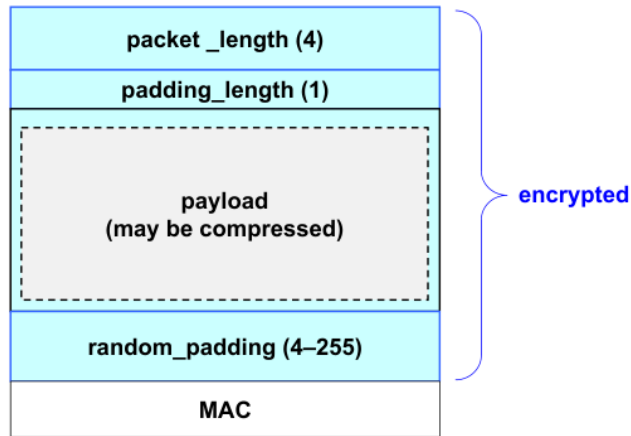 packet _length (4)
padding_length (1)
payload
(may be compressed)
encrypted
random_padding (4–255)
MAC